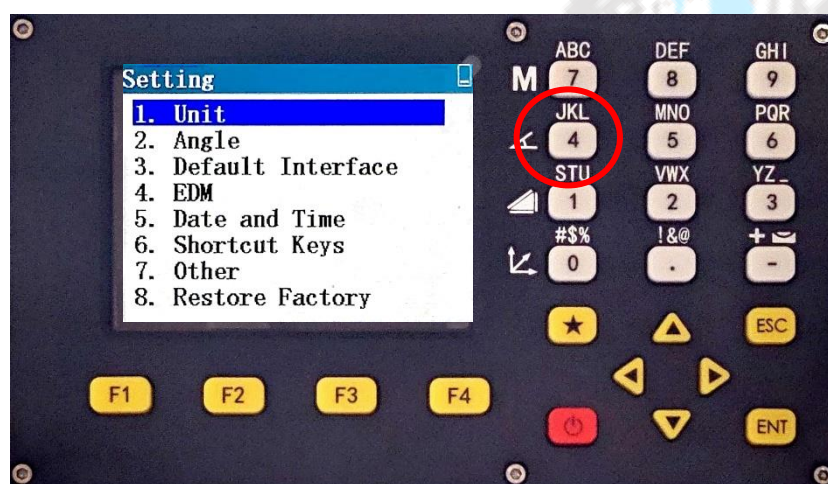 Setting
1. Unit
2. Angle
3. Default Interface
4. EDM
5. Date and Time
6. Shortcut Keys
7. Other
8. Restore Factory
ABC DEF GHI
M 7 8 9
JKL MNO PQR
4 5 6
STU VWX YZ_
1 2 3
#$% !&@ +
0 . -
ESC
F1 F2 F3 F4
ENT